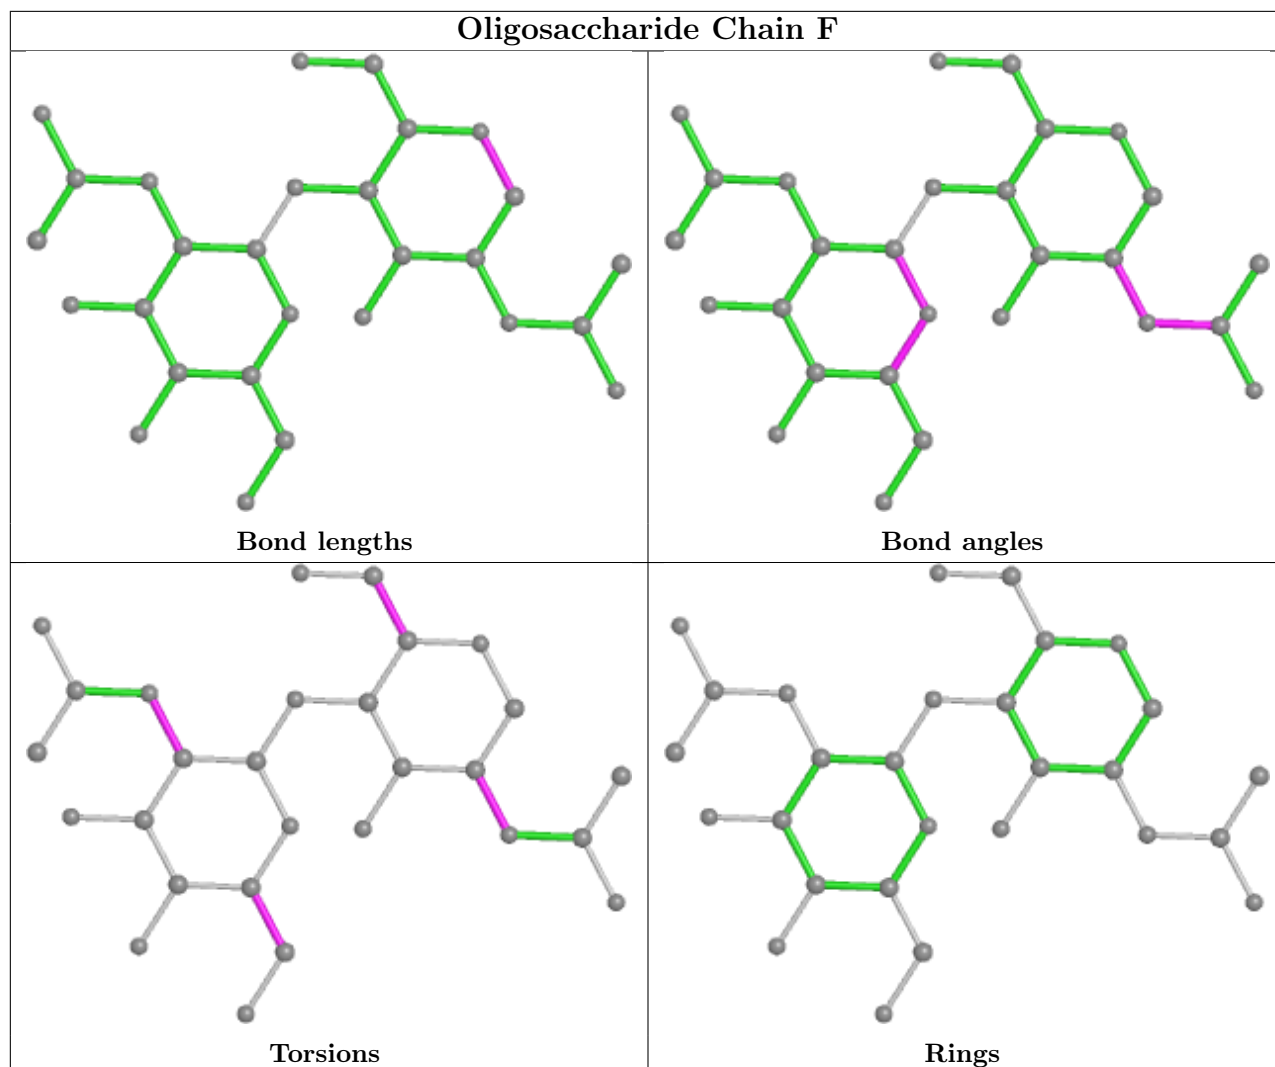 Oligosaccharide Chain F
Bond lengths
Bond angles
Torsions
Rings